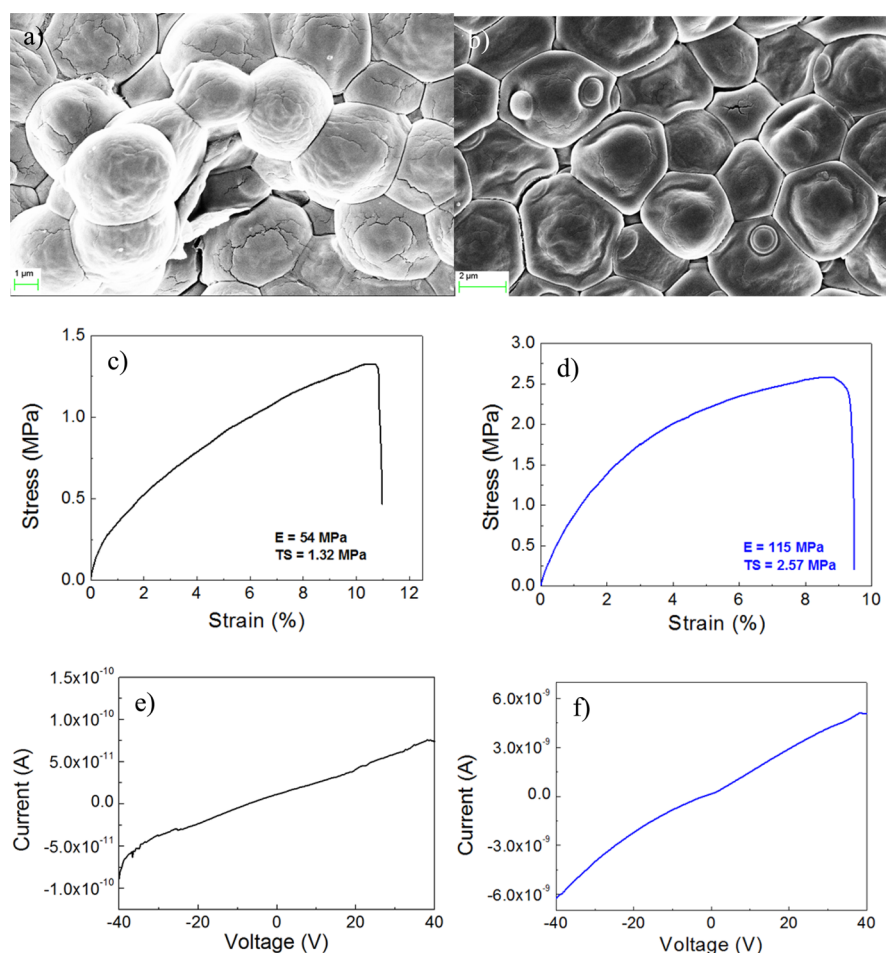 a)
b)
1 µm
2 µm
c)
Stress (MPa)
1.5
1.0
0.5
0.0
E = 54 MPa
TS = 1.32 MPa
0 2 4 6 8 10 12
Strain (%)
d)
Stress (MPa)
3.0
2.5
2.0
1.5
1.0
0.5
0.0
E = 115 MPa
TS = 2.57 MPa
0 2 4 6 8 10
Strain (%)
e)
Current (A)
1.5x10⁻¹⁰
1.0x10⁻¹⁰
5.0x10⁻¹¹
0.0
-5.0x10⁻¹¹
-1.0x10⁻¹⁰
-40 -20 0 20 40
Voltage (V)
f)
Current (A)
6.0x10⁻⁹
3.0x10⁻⁹
0.0
-3.0x10⁻⁹
-6.0x10⁻⁹
-40 -20 0 20 40
Voltage (V)